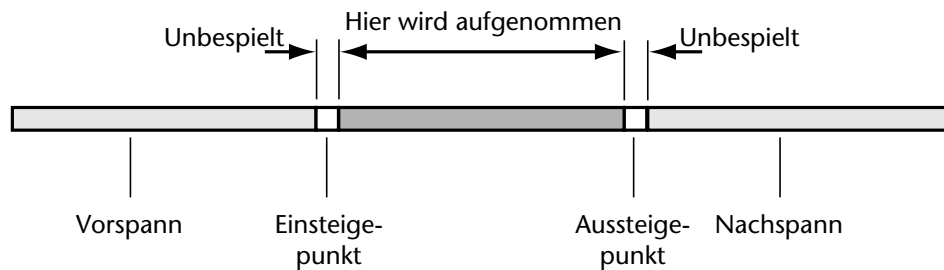 Hier wird aufgenommen
Unbespielt
Unbespielt
Vorspann
Einsteige-
punkt
Aussteige-
punkt
Nachspann